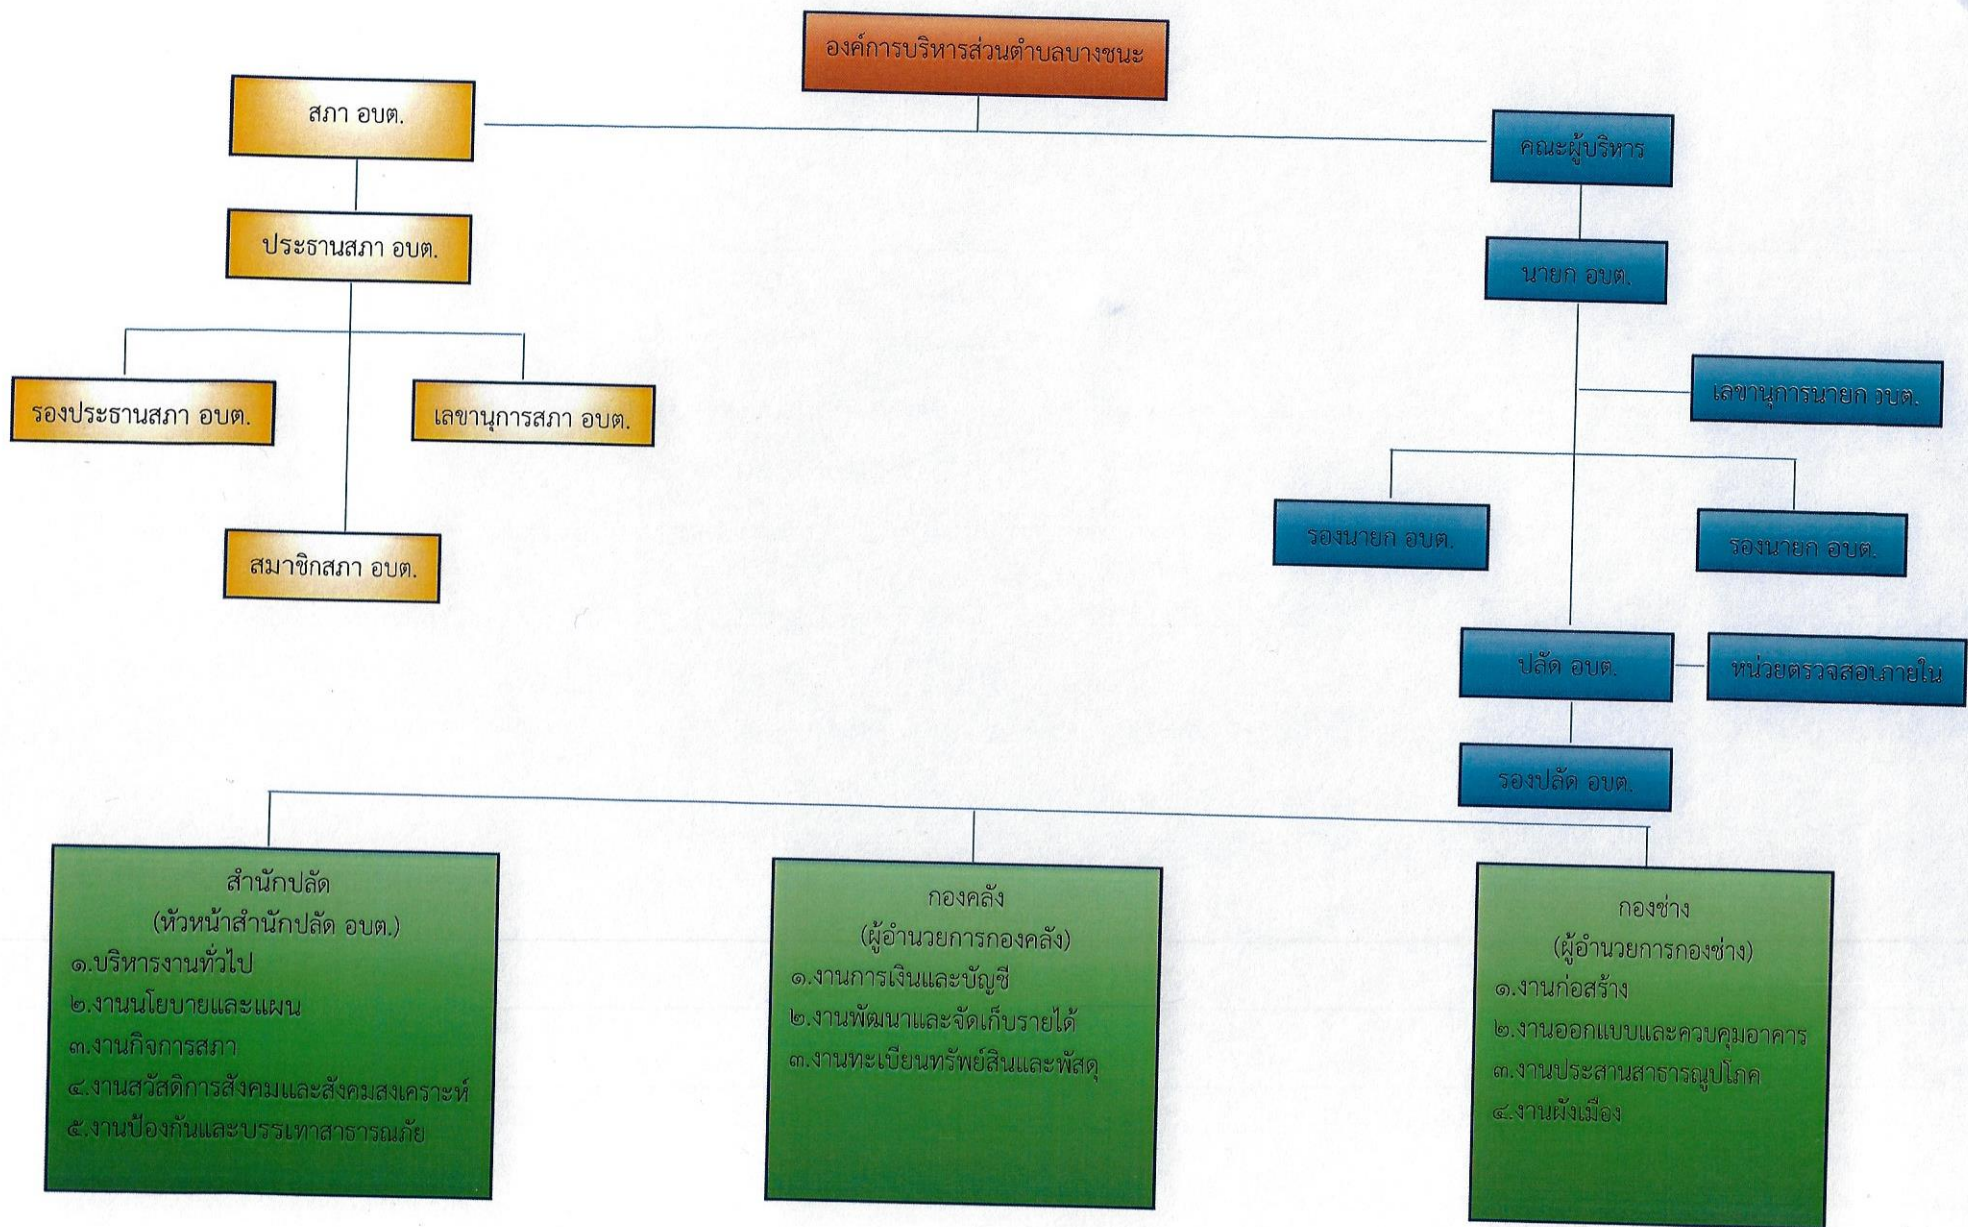 องค์การบริหารส่วนตำบลบางชนะ
สภา อบต.
คณะผู้บริหาร
ประธานสภา อบต.
นายก อบต.
เลขานุการนายก อบต.
รองประธานสภา อบต.
เลขานุการสภา อบต.
รองนายก อบต.
รองนายก อบต.
สมาชิกสภา อบต.
ปลัด อบต.
หน่วยตรวจสอบภายใน
รองปลัด อบต.
สำนักปลัด
(หัวหน้าสำนักปลัด อบต.)
๑.บริหารงานทั่วไป
๒.งานนโยบายและแผน
๓.งานกิจการสภา
๔.งานสวัสดิการสังคมและสังคมสงเคราะห์
๕.งานป้องกันและบรรเทาสาธารณภัย
กองคลัง
(ผู้อำนวยการกองคลัง)
๑.งานการเงินและบัญชี
๒.งานพัฒนาและจัดเก็บรายได้
๓.งานทะเบียนทรัพย์สินและพัสดุ
กองช่าง
(ผู้อำนวยการกองช่าง)
๑.งานก่อสร้าง
๒.งานออกแบบและควบคุมอาคาร
๓.งานประสานสาธารณูปโภค
๔.งานผังเมือง